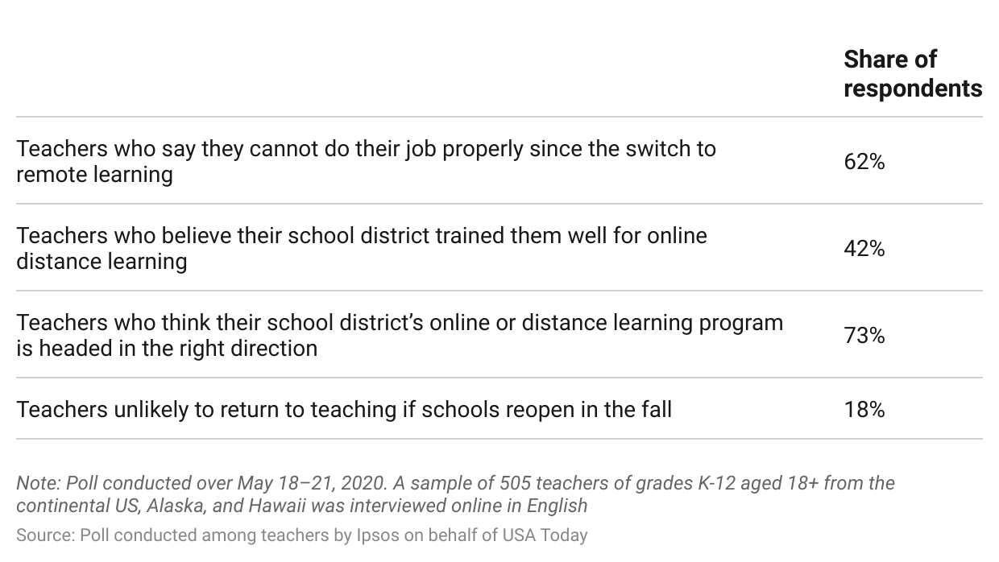 Share of
respondents
Teachers who say they cannot do their job properly since the switch to
remote learning
62%
Teachers who believe their school district trained them well for online
distance learning
42%
Teachers who think their school district’s online or distance learning program
is headed in the right direction
73%
Teachers unlikely to return to teaching if schools reopen in the fall
18%
Note: Poll conducted over May 18–21, 2020. A sample of 505 teachers of grades K-12 aged 18+ from the
continental US, Alaska, and Hawaii was interviewed online in English
Source: Poll conducted among teachers by Ipsos on behalf of USA Today